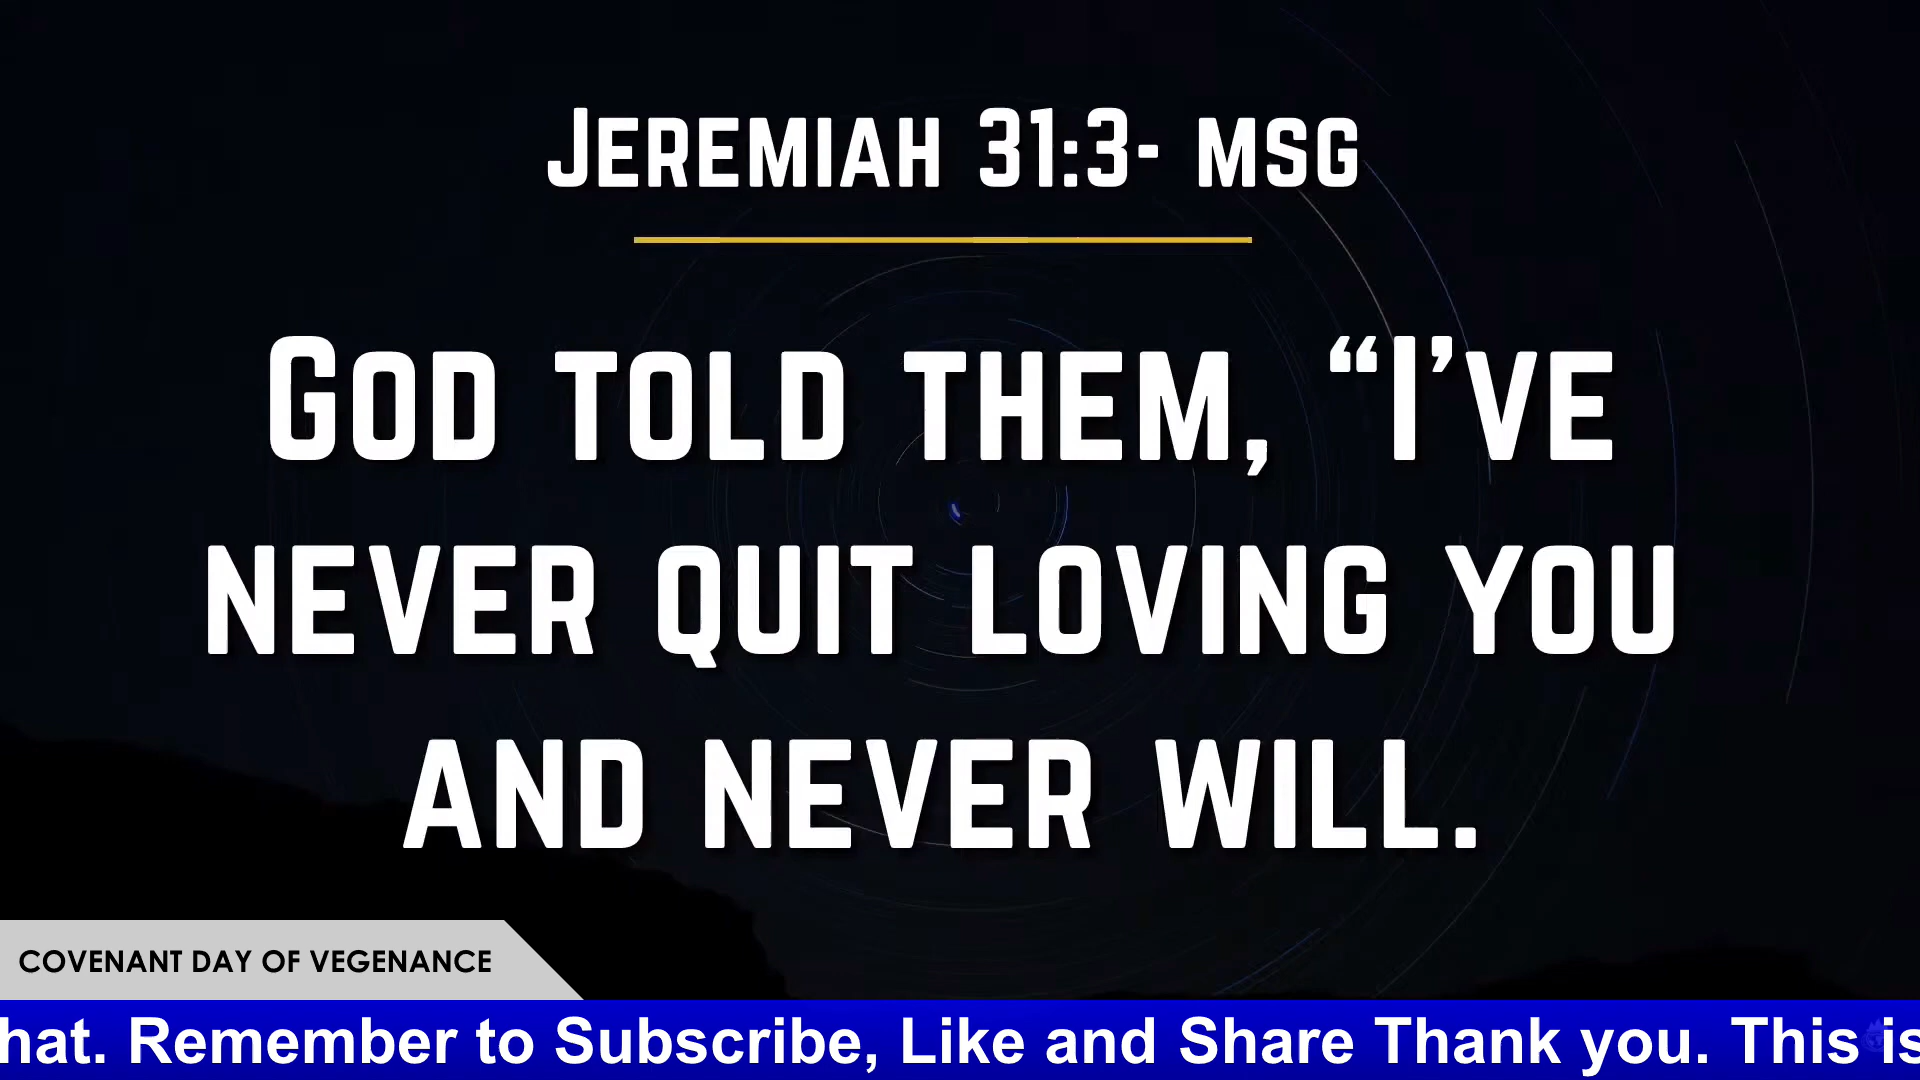 Jeremiah 31:3- MSG
God told them, “I’ve
never quit loving you
and never will.
COVENANT DAY OF VEGENANCE
hat. Remember to Subscribe, Like and Share Thank you. This is